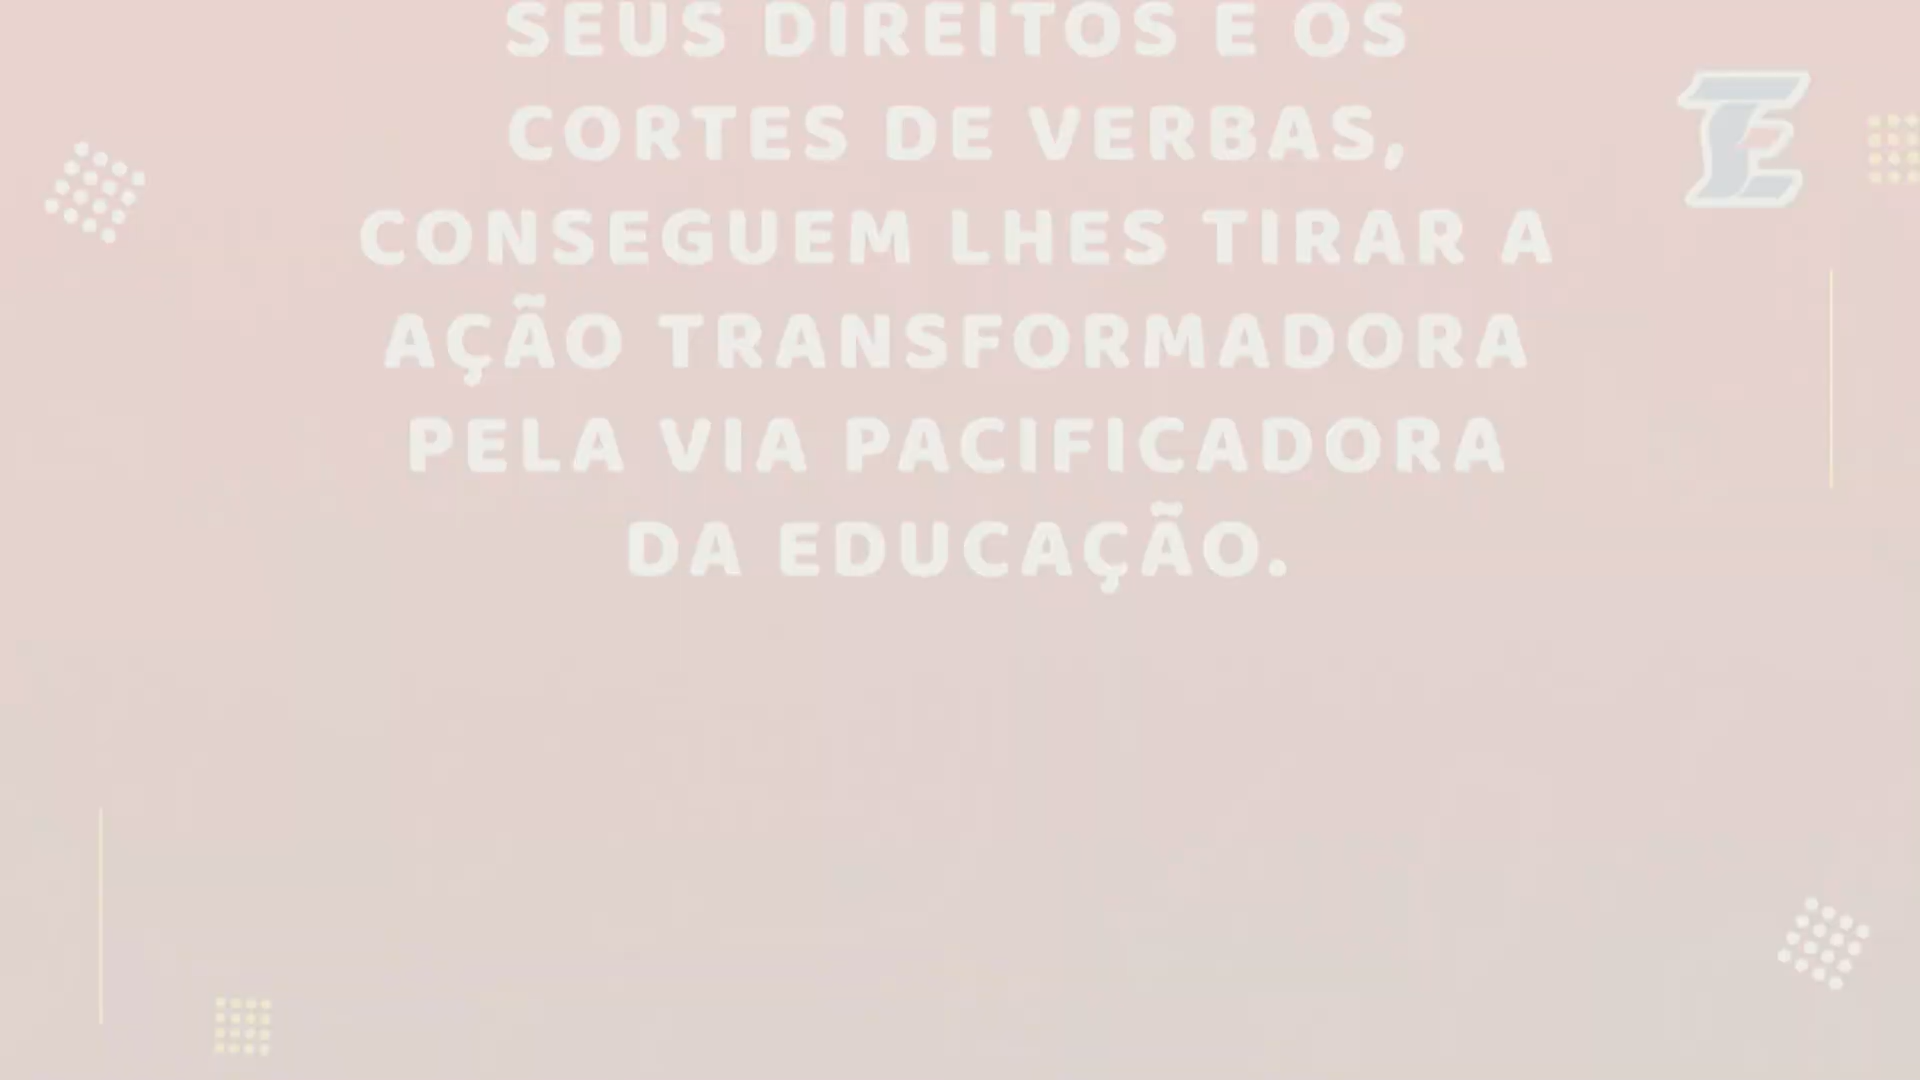 SEUS DIREITOS E OS
CORTES DE VERBAS,
CONSEGUEM LHES TIRAR A
AÇÃO TRANSFORMADORA
PELA VIA PACIFICADORA
DA EDUCAÇÃO.